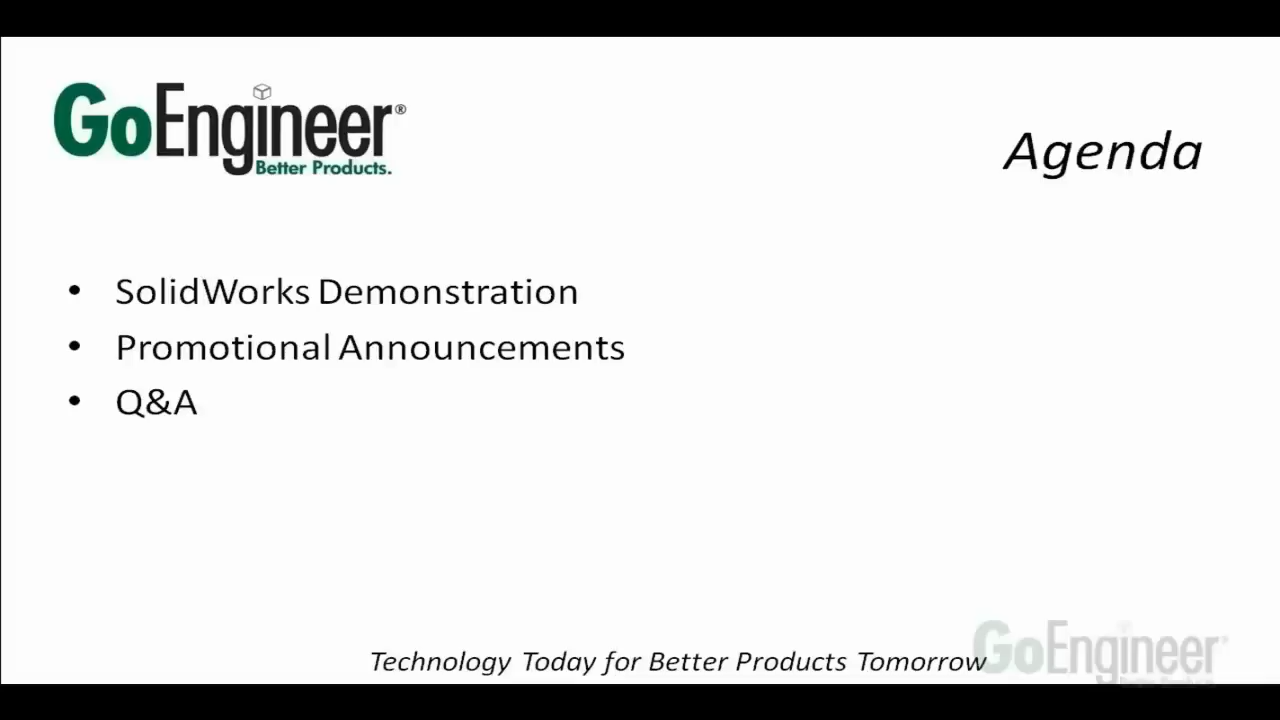 GoEngineer®
Better Products.
Agenda
• SolidWorks Demonstration
• Promotional Announcements
• Q&A
Technology Today for Better Products Tomorrow
GoEngineer